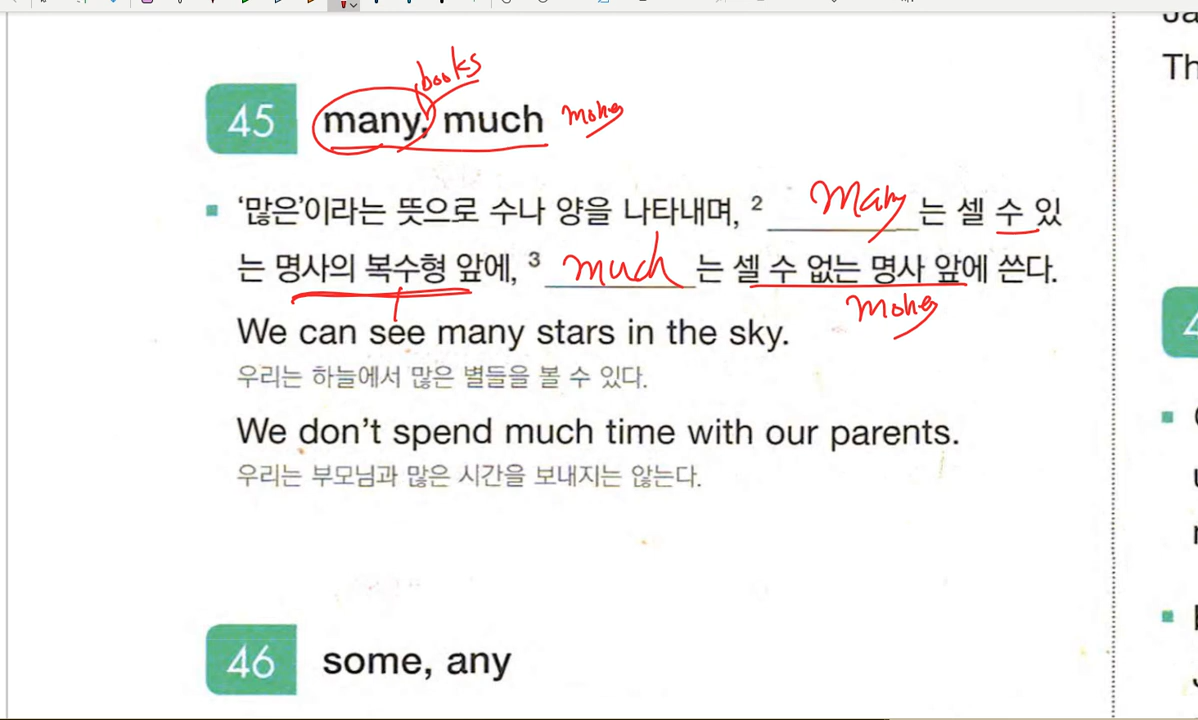 books
45 many, much money
'많은'이라는 뜻으로 수나 양을 나타내며, 2 many 는 셀 수 있
는 명사의 복수형 앞에, 3 much 는 셀 수 없는 명사 앞에 쓴다.
money
We can see many stars in the sky.
우리는 하늘에서 많은 별들을 볼 수 있다.
We don't spend much time with our parents.
우리는 부모님과 많은 시간을 보내지는 않는다.
46 some, any
Th